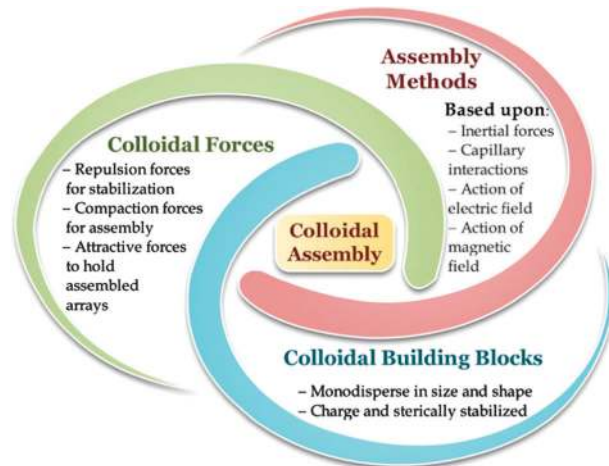 Assembly
Methods
Based upon:
– Inertial forces
– Capillary
interactions
– Action of
electric field
– Action of
magnetic
field
Colloidal Forces
– Repulsion forces
for stabilization
– Compaction forces
for assembly
– Attractive forces
to hold
assembled
arrays
Colloidal
Assembly
Colloidal Building Blocks
– Monodisperse in size and shape
– Charge and sterically stabilized